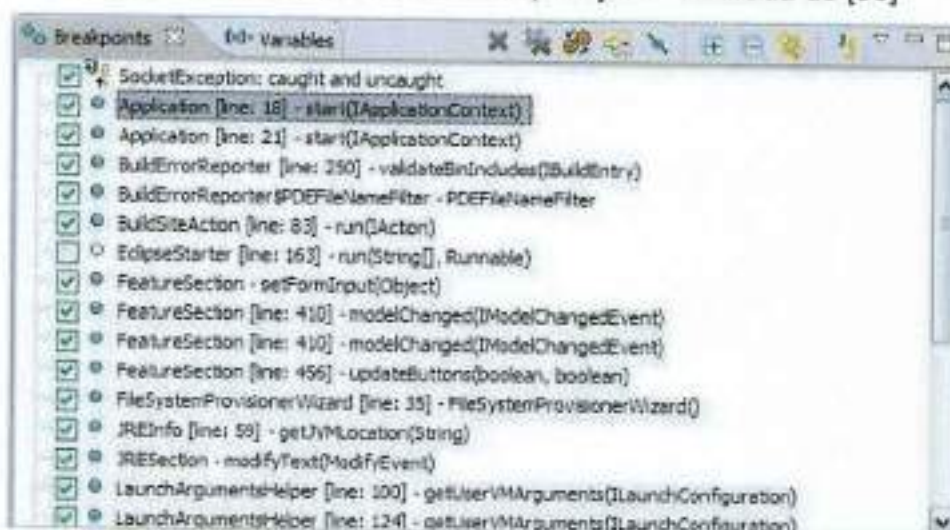 Breakpoints (x)= Variables
SocketException: caught and uncaught
Application [line: 18] - start(IApplicationContext)
Application [line: 21] - start(IApplicationContext)
BuildErrorReporter [line: 250] - validateBinIncludes(IBuildEntry)
BuildErrorReporter$PDEFileNameFilter - PDEFileNameFilter
BuildSiteAction [line: 83] - run(IAction)
EclipseStarter [line: 163] - run(String[], Runnable)
FeatureSection - setFormInput(Object)
FeatureSection [line: 410] - modelChanged(IModelChangedEvent)
FeatureSection [line: 410] - modelChanged(IModelChangedEvent)
FeatureSection [line: 456] - updateButtons(boolean, boolean)
FileSystemProvisionerWizard [line: 35] - FileSystemProvisionerWizard()
JREInfo [line: 59] - getJVMLocation(String)
JRESection - modifyText(ModifyEvent)
LaunchArgumentsHelper [line: 100] - getUserVMArguments(ILaunchConfiguration)
LaunchArgumentsHelper [line: 124] - getUserVMArguments(ILaunchConfiguration)